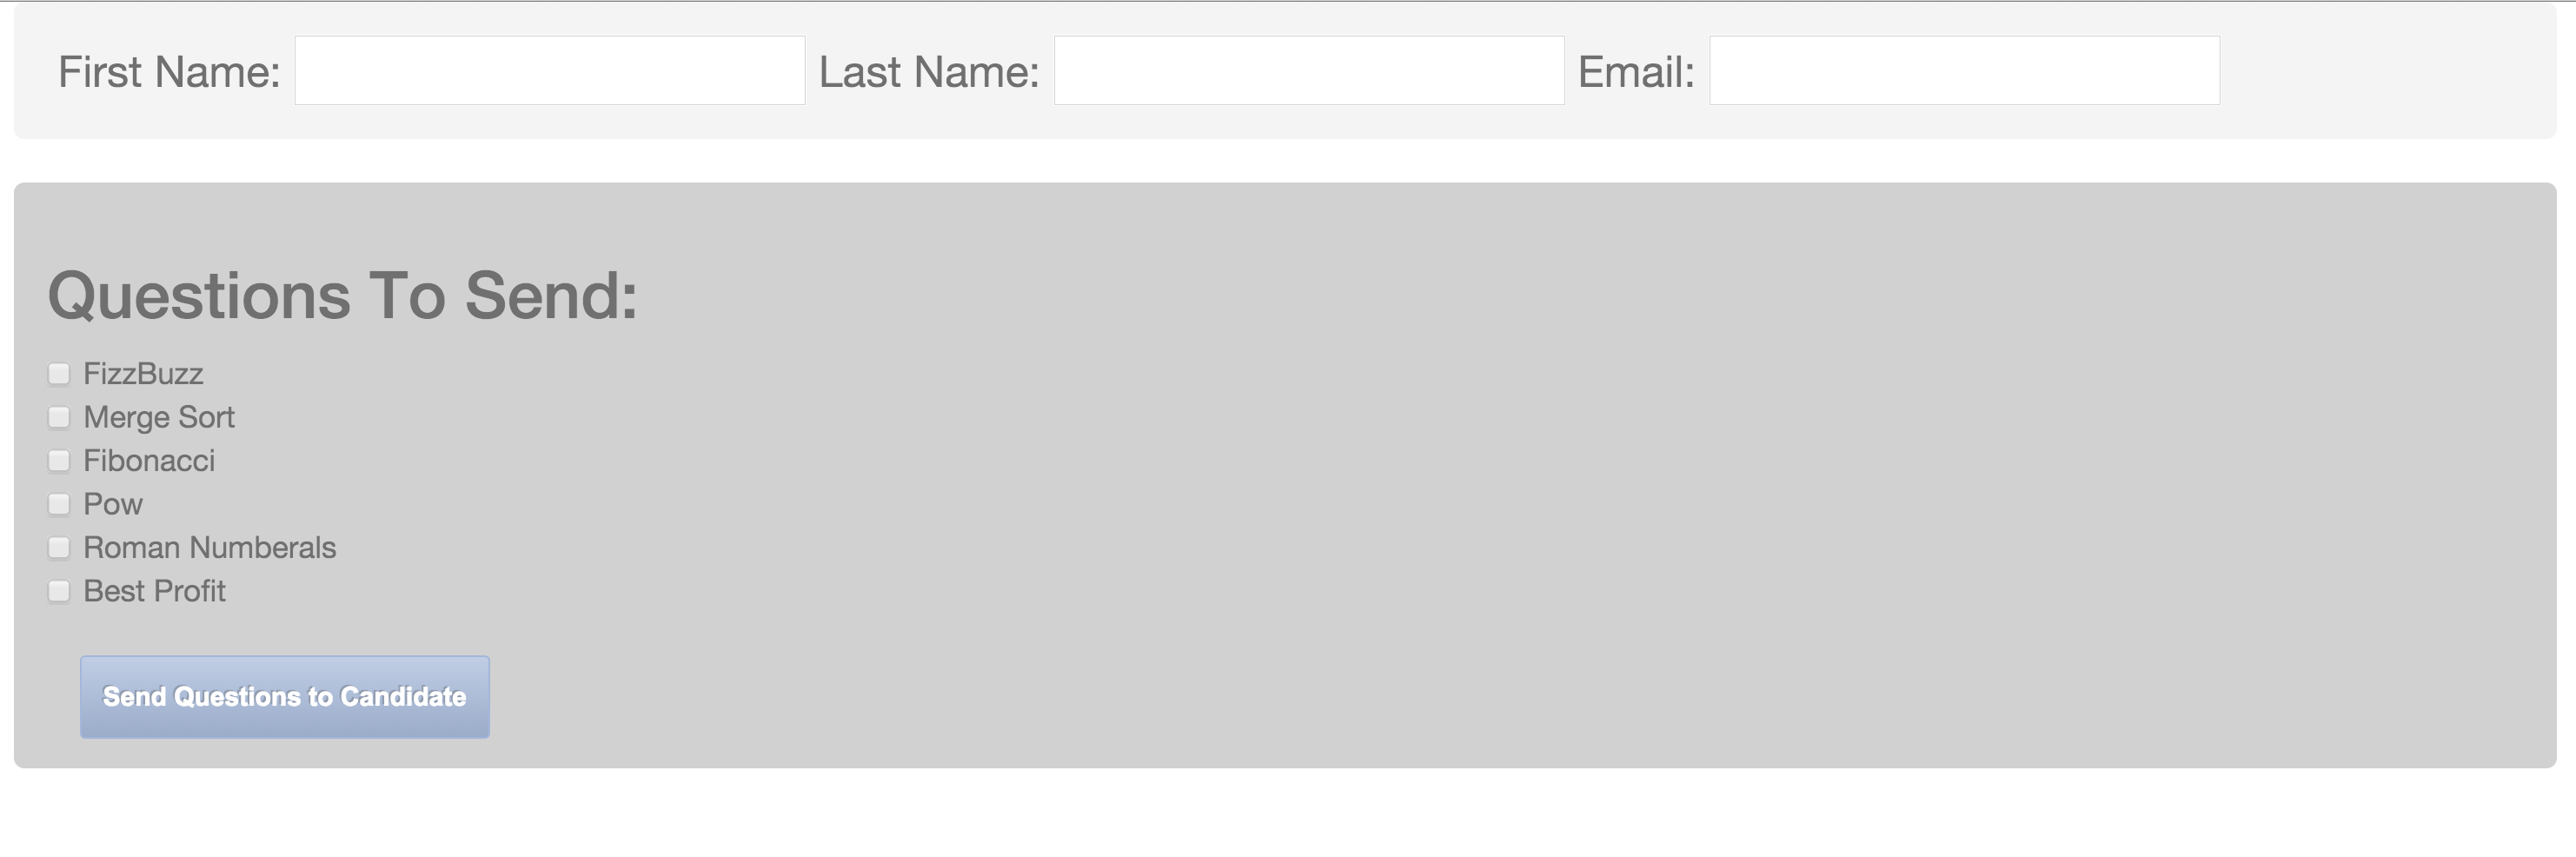 First Name: Last Name: Email:
Questions To Send:
FizzBuzz
Merge Sort
Fibonacci
Pow
Roman Numberals
Best Profit
Send Questions to Candidate